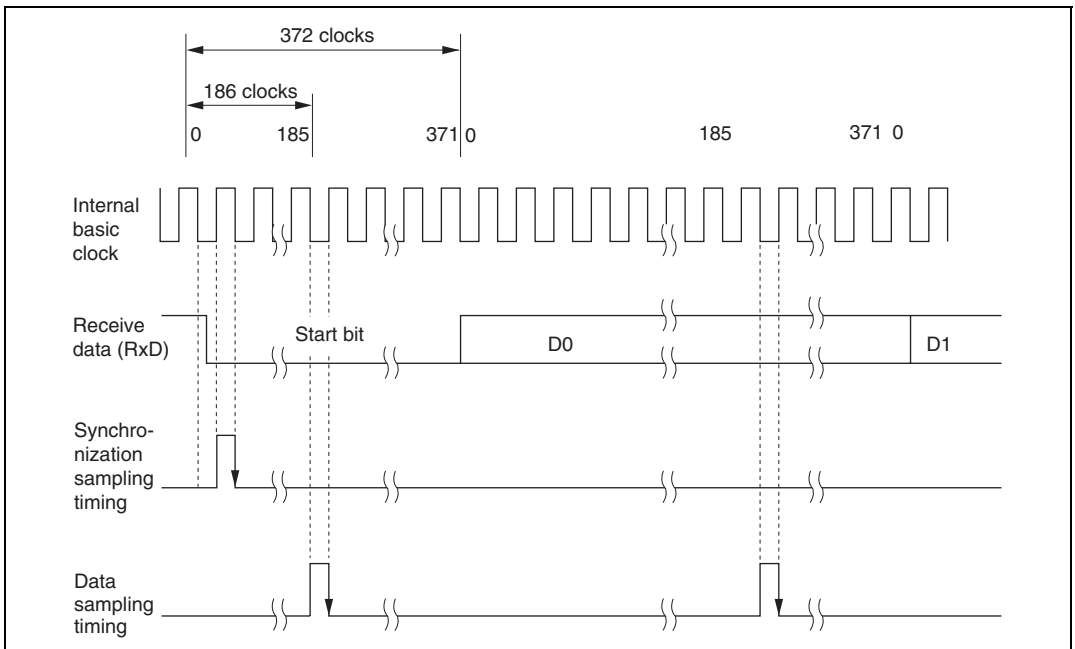 372 clocks
186 clocks
0 185 371 0 185 371 0
Internal
basic
clock
Receive
data (RxD)
Start bit
D0
D1
Synchro-
nization
sampling
timing
Data
sampling
timing